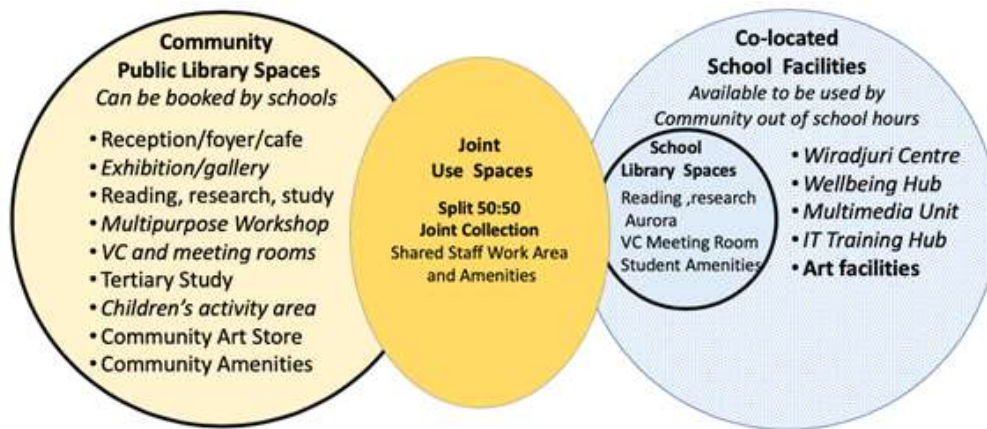 Community
Public Library Spaces
Can be booked by schools
• Reception/foyer/cafe
• Exhibition/gallery
• Reading, research, study
• Multipurpose Workshop
• VC and meeting rooms
• Tertiary Study
• Children's activity area
• Community Art Store
• Community Amenities
Joint
Use Spaces
Split 50:50
Joint Collection
Shared Staff Work Area
and Amenities
Co-located
School Facilities
Available to be used by
Community out of school hours
School
Library Spaces
Reading ,research
Aurora
VC Meeting Room
Student Amenities
• Wiradjuri Centre
• Wellbeing Hub
• Multimedia Unit
• IT Training Hub
• Art facilities